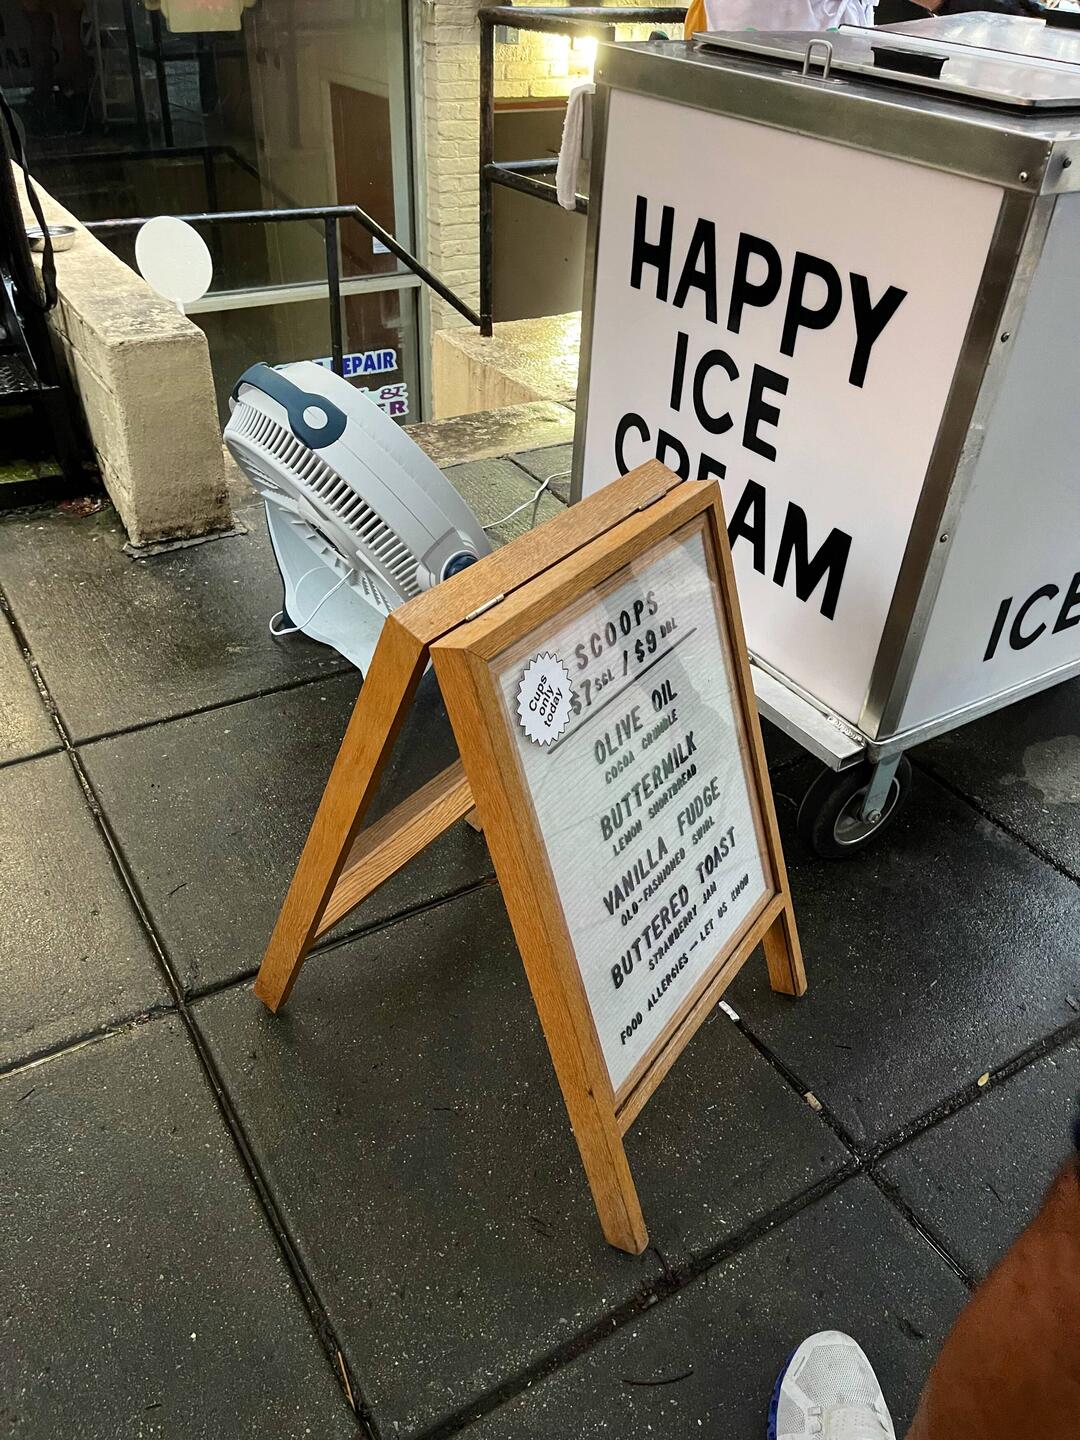 HAPPY
ICE
CREAM
ICE
EPAIR
&
SCOOPS
$7 SGL / $9 DBL
Cups
only
today
OLIVE OIL
COCOA CRUMBLE
BUTTERMILK
LEMON SHORTBREAD
VANILLA FUDGE
OLD-FASHIONED SWIRL
BUTTERED TOAST
STRAWBERRY JAM
FOOD ALLERGIES — LET US KNOW